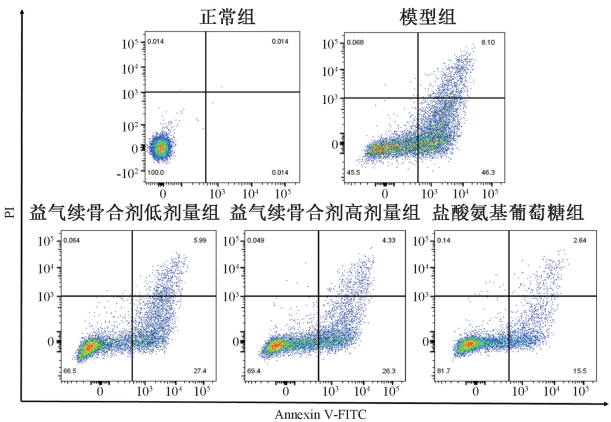 正常组
模型组
0.014 0.014
10⁵
10⁴
10³
10²
0
-10²
100.0 0.014
0 10³ 10⁴ 10⁵
0.068 8.10
10⁵
10⁴
10³
0
45.5 46.3
0 10³ 10⁴ 10⁵
PI
益气续骨合剂低剂量组
益气续骨合剂高剂量组
盐酸氨基葡萄糖组
0.064 5.99
10⁵
10⁴
10³
0
66.5 27.4
0 10³ 10⁴ 10⁵
0.049 4.33
10⁵
10⁴
10³
0
69.4 26.3
0 10³ 10⁴ 10⁵
0.14 2.64
10⁵
10⁴
10³
0
81.7 15.5
0 10³ 10⁴ 10⁵
Annexin V-FITC